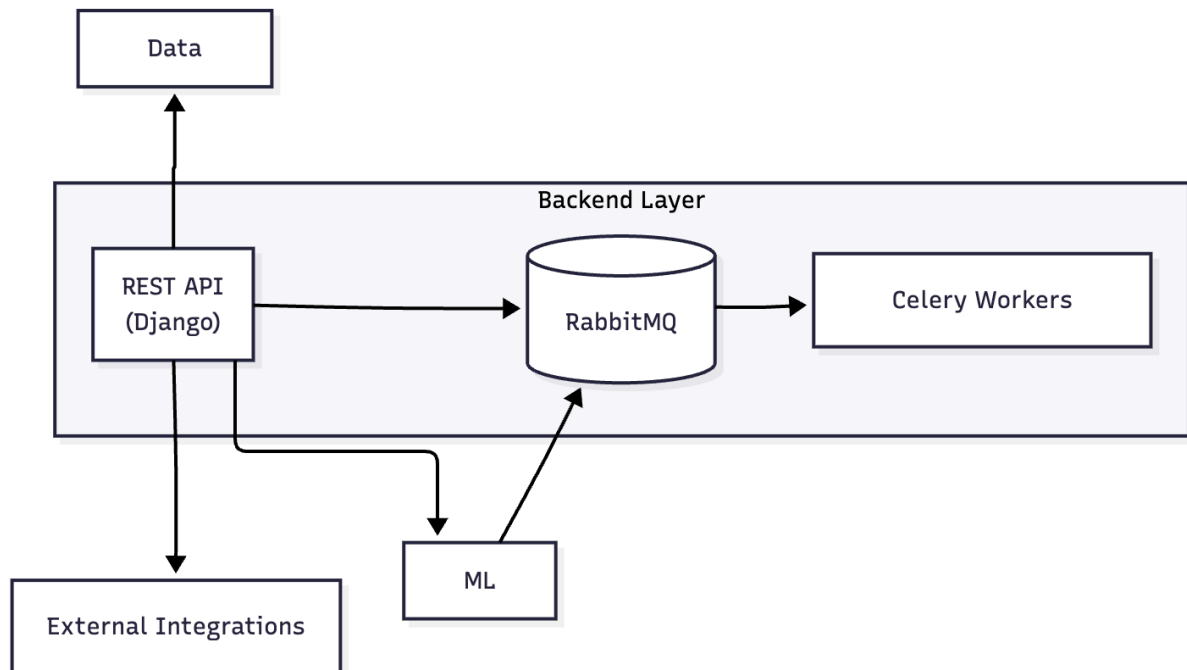 Data
Backend Layer
REST API
(Django)
RabbitMQ
Celery Workers
ML
External Integrations